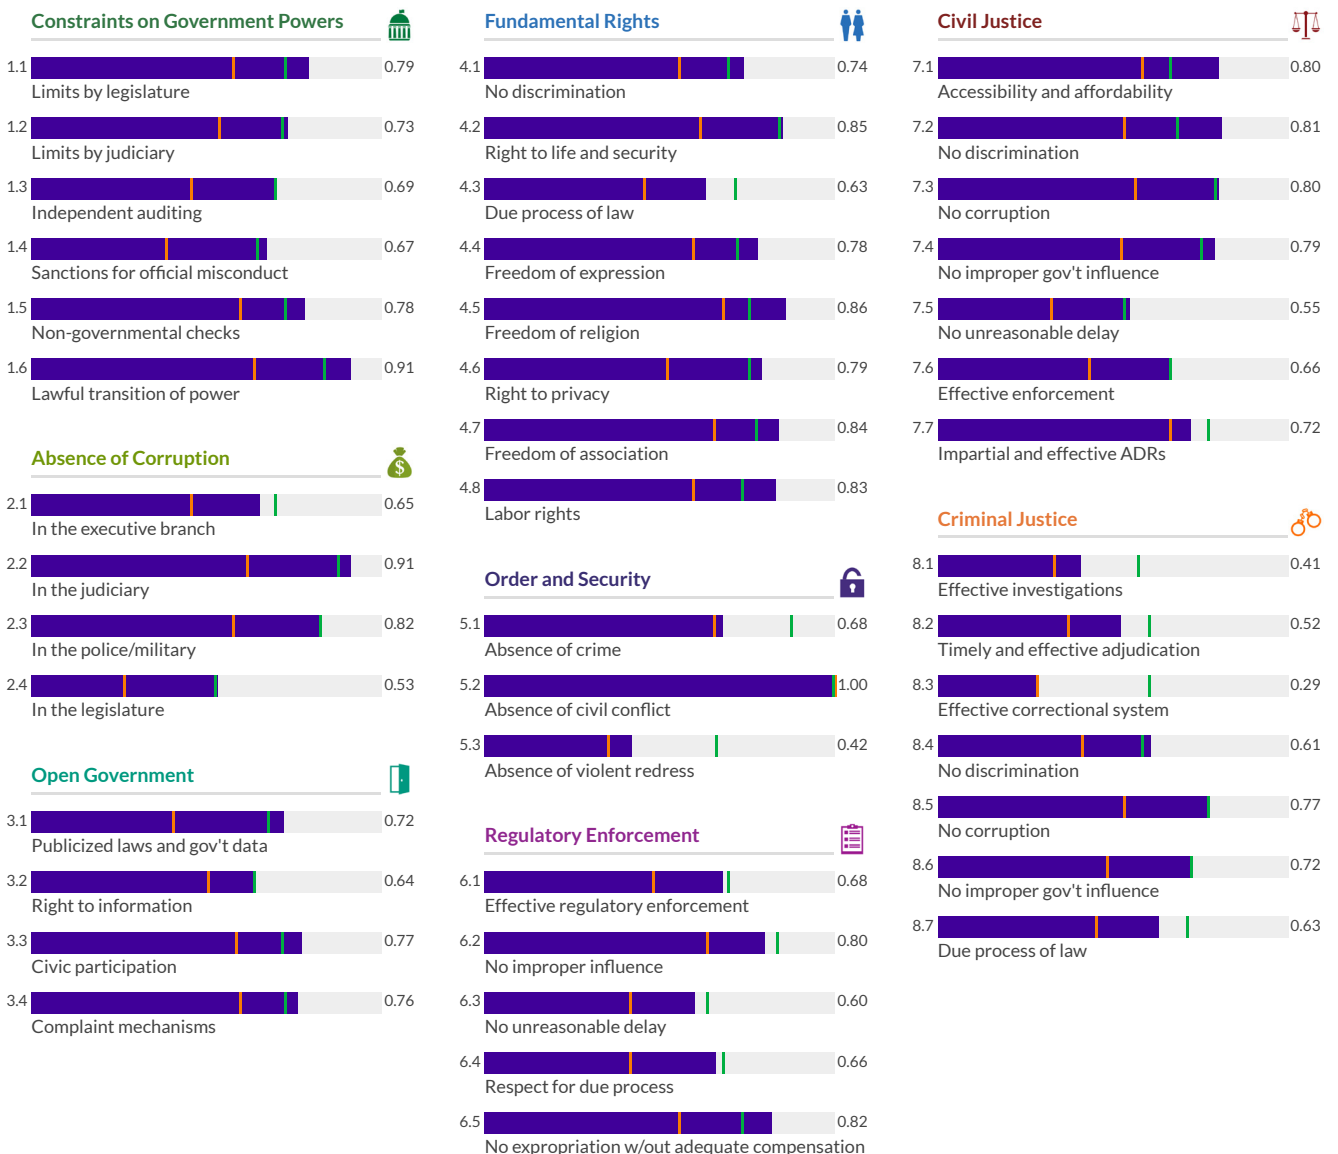 Constraints on Government Powers
1.1 0.79
Limits by legislature
1.2 0.73
Limits by judiciary
1.3 0.69
Independent auditing
1.4 0.67
Sanctions for official misconduct
1.5 0.78
Non-governmental checks
1.6 0.91
Lawful transition of power
Absence of Corruption
2.1 0.65
In the executive branch
2.2 0.91
In the judiciary
2.3 0.82
In the police/military
2.4 0.53
In the legislature
Open Government
3.1 0.72
Publicized laws and gov't data
3.2 0.64
Right to information
3.3 0.77
Civic participation
3.4 0.76
Complaint mechanisms
Fundamental Rights
4.1 0.74
No discrimination
4.2 0.85
Right to life and security
4.3 0.63
Due process of law
4.4 0.78
Freedom of expression
4.5 0.86
Freedom of religion
4.6 0.79
Right to privacy
4.7 0.84
Freedom of association
4.8 0.83
Labor rights
Order and Security
5.1 0.68
Absence of crime
5.2 1.00
Absence of civil conflict
5.3 0.42
Absence of violent redress
Regulatory Enforcement
6.1 0.68
Effective regulatory enforcement
6.2 0.80
No improper influence
6.3 0.60
No unreasonable delay
6.4 0.66
Respect for due process
6.5 0.82
No expropriation w/out adequate compensation
Civil Justice
7.1 0.80
Accessibility and affordability
7.2 0.81
No discrimination
7.3 0.80
No corruption
7.4 0.79
No improper gov't influence
7.5 0.55
No unreasonable delay
7.6 0.66
Effective enforcement
7.7 0.72
Impartial and effective ADRs
Criminal Justice
8.1 0.41
Effective investigations
8.2 0.52
Timely and effective adjudication
8.3 0.29
Effective correctional system
8.4 0.61
No discrimination
8.5 0.77
No corruption
8.6 0.72
No improper gov't influence
8.7 0.63
Due process of law